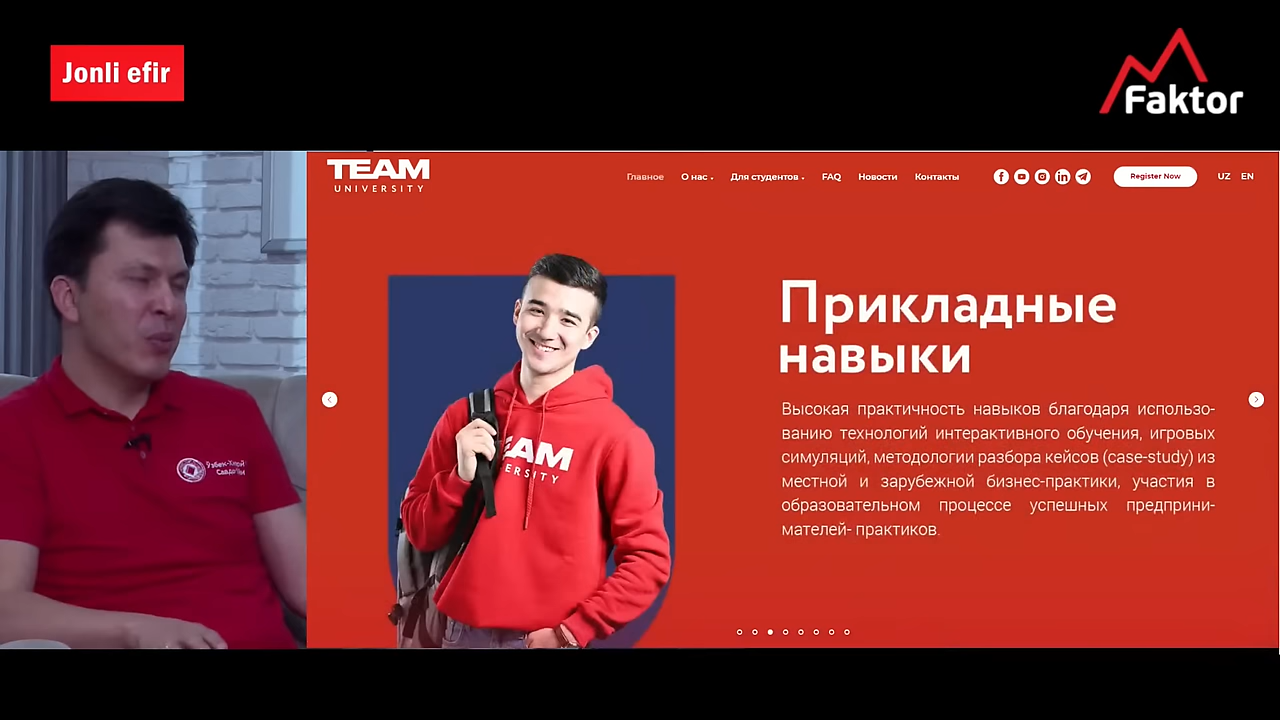 Jonli efir
Faktor
TEAM
UNIVERSITY
Главное О нас Для студентов FAQ Новости Контакты
Register Now
UZ EN
Прикладные
навыки
Высокая практичность навыков благодаря использо-
ванию технологий интерактивного обучения, игровых
симуляций, методологии разбора кейсов (case-study) из
местной и зарубежной бизнес-практики, участия в
образовательном процессе успешных предприни-
мателей- практиков.
EAM
ERSITY